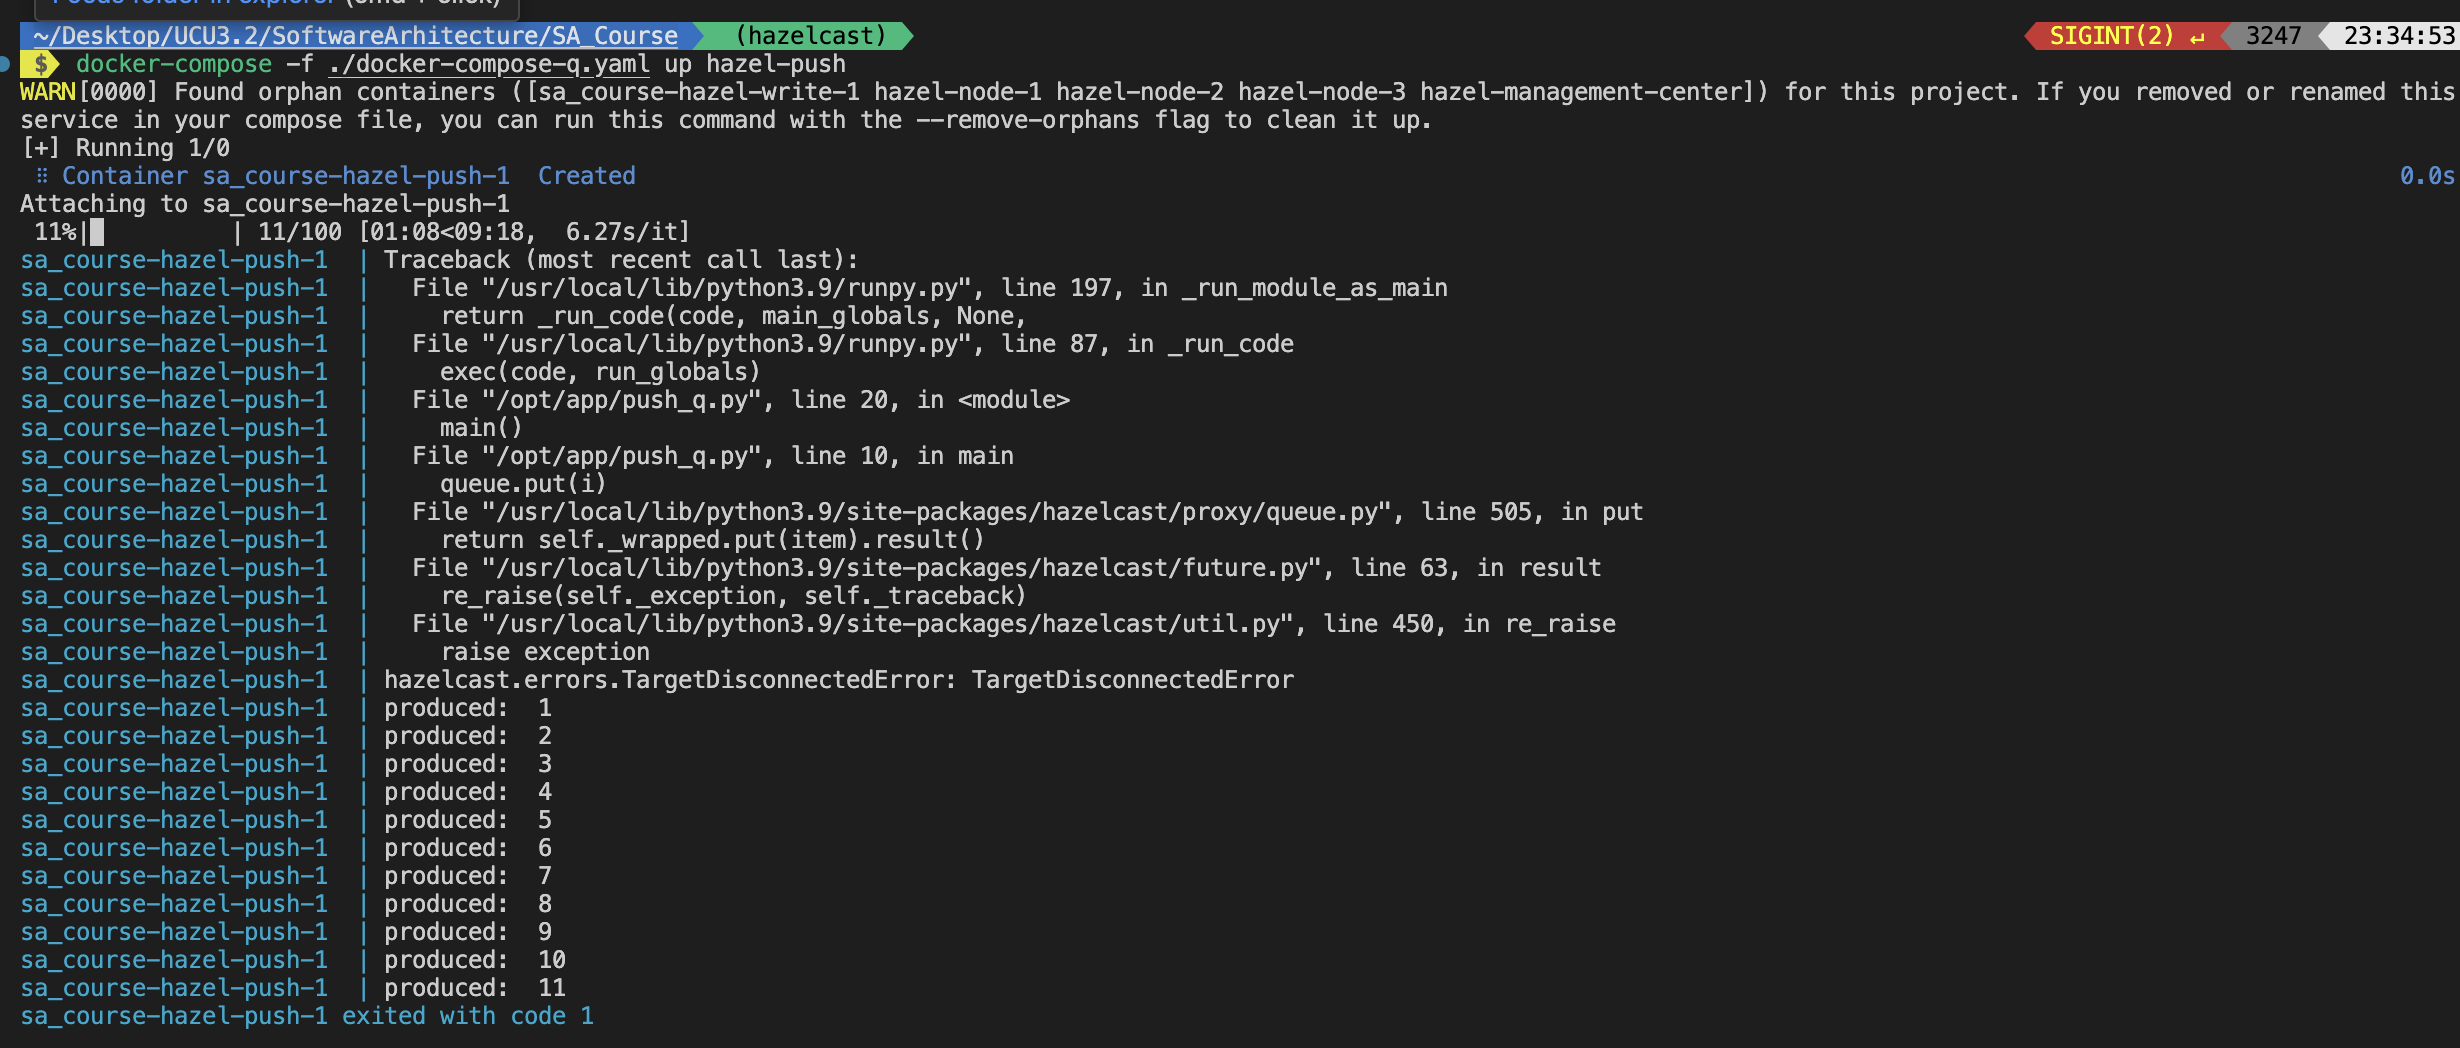 Focus folder in explorer (cmd + click)
~/Desktop/UCU3.2/SoftwareArhitecture/SA_Course (hazelcast) SIGINT(2) ↵ 3247 23:34:53
$ docker-compose -f ./docker-compose-q.yaml up hazel-push
WARN[0000] Found orphan containers ([sa_course-hazel-write-1 hazel-node-1 hazel-node-2 hazel-node-3 hazel-management-center]) for this project. If you removed or renamed this
service in your compose file, you can run this command with the --remove-orphans flag to clean it up.
[+] Running 1/0
⠿ Container sa_course-hazel-push-1  Created 0.0s
Attaching to sa_course-hazel-push-1
11%|█         | 11/100 [01:08<09:18,  6.27s/it]
sa_course-hazel-push-1  | Traceback (most recent call last):
sa_course-hazel-push-1  |   File "/usr/local/lib/python3.9/runpy.py", line 197, in _run_module_as_main
sa_course-hazel-push-1  |     return _run_code(code, main_globals, None,
sa_course-hazel-push-1  |   File "/usr/local/lib/python3.9/runpy.py", line 87, in _run_code
sa_course-hazel-push-1  |     exec(code, run_globals)
sa_course-hazel-push-1  |   File "/opt/app/push_q.py", line 20, in <module>
sa_course-hazel-push-1  |     main()
sa_course-hazel-push-1  |   File "/opt/app/push_q.py", line 10, in main
sa_course-hazel-push-1  |     queue.put(i)
sa_course-hazel-push-1  |   File "/usr/local/lib/python3.9/site-packages/hazelcast/proxy/queue.py", line 505, in put
sa_course-hazel-push-1  |     return self._wrapped.put(item).result()
sa_course-hazel-push-1  |   File "/usr/local/lib/python3.9/site-packages/hazelcast/future.py", line 63, in result
sa_course-hazel-push-1  |     re_raise(self._exception, self._traceback)
sa_course-hazel-push-1  |   File "/usr/local/lib/python3.9/site-packages/hazelcast/util.py", line 450, in re_raise
sa_course-hazel-push-1  |     raise exception
sa_course-hazel-push-1  | hazelcast.errors.TargetDisconnectedError: TargetDisconnectedError
sa_course-hazel-push-1  | produced:  1
sa_course-hazel-push-1  | produced:  2
sa_course-hazel-push-1  | produced:  3
sa_course-hazel-push-1  | produced:  4
sa_course-hazel-push-1  | produced:  5
sa_course-hazel-push-1  | produced:  6
sa_course-hazel-push-1  | produced:  7
sa_course-hazel-push-1  | produced:  8
sa_course-hazel-push-1  | produced:  9
sa_course-hazel-push-1  | produced:  10
sa_course-hazel-push-1  | produced:  11
sa_course-hazel-push-1 exited with code 1